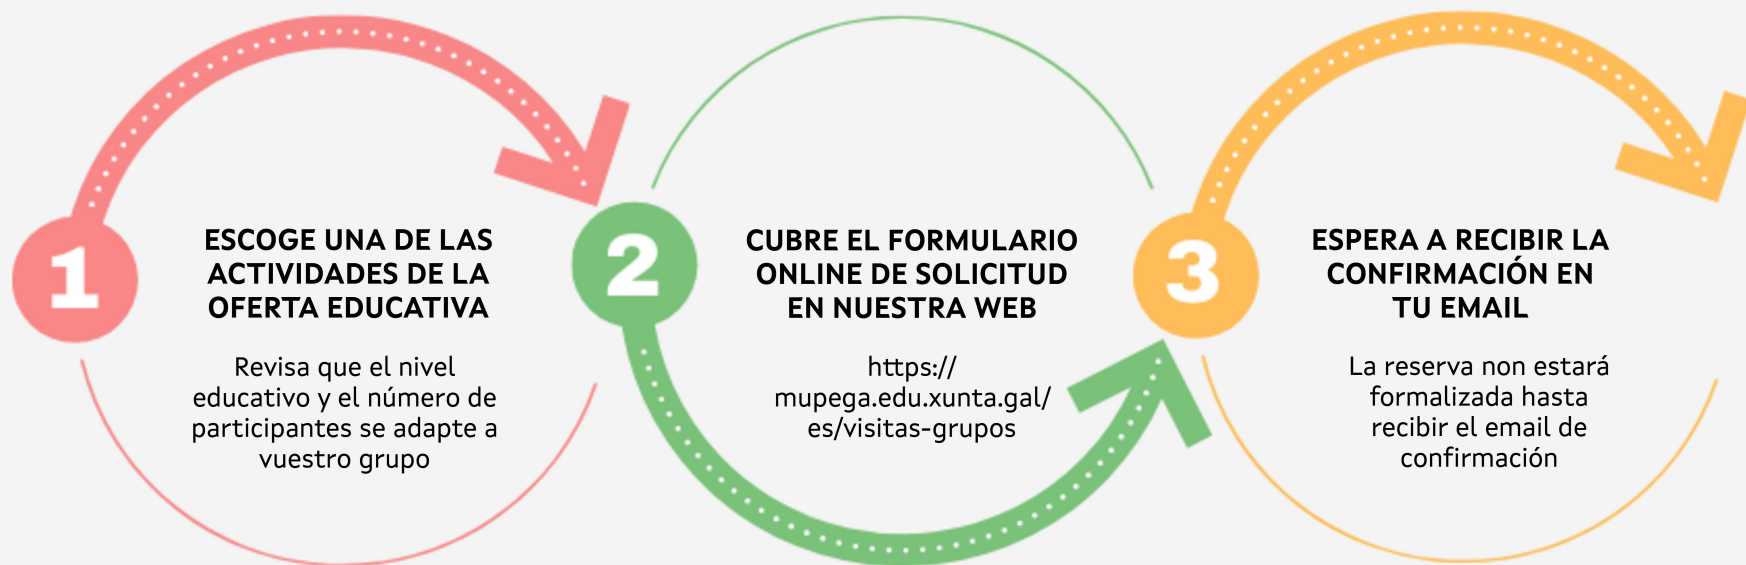 1
ESCOGE UNA DE LAS
ACTIVIDADES DE LA
OFERTA EDUCATIVA
Revisa que el nivel
educativo y el número de
participantes se adapte a
vuestro grupo
2
CUBRE EL FORMULARIO
ONLINE DE SOLICITUD
EN NUESTRA WEB
https://
mupega.edu.xunta.gal/
es/visitas-grupos
3
ESPERA A RECIBIR LA
CONFIRMACIÓN EN
TU EMAIL
La reserva non estará
formalizada hasta
recibir el email de
confirmación